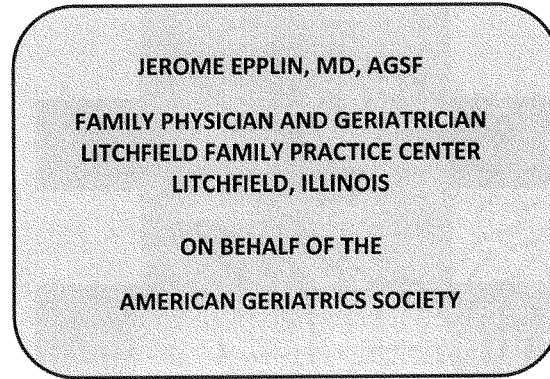 JEROME EPPLIN, MD, AGSF
FAMILY PHYSICIAN AND GERIATRICIAN
LITCHFIELD FAMILY PRACTICE CENTER
LITCHFIELD, ILLINOIS
ON BEHALF OF THE
AMERICAN GERIATRICS SOCIETY